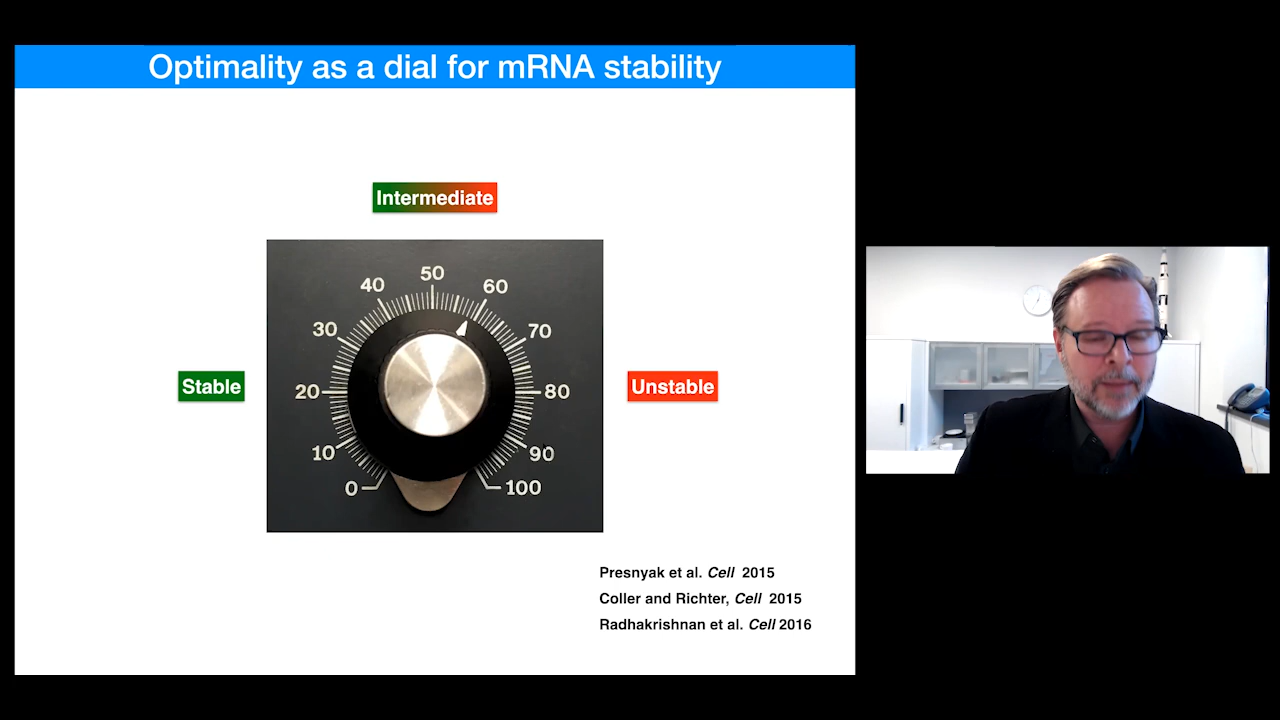 Optimality as a dial for mRNA stability
Intermediate
50
40
60
30
70
Stable
20
80
Unstable
10
90
0
100
Presnyak et al. Cell 2015
Coller and Richter, Cell 2015
Radhakrishnan et al. Cell 2016